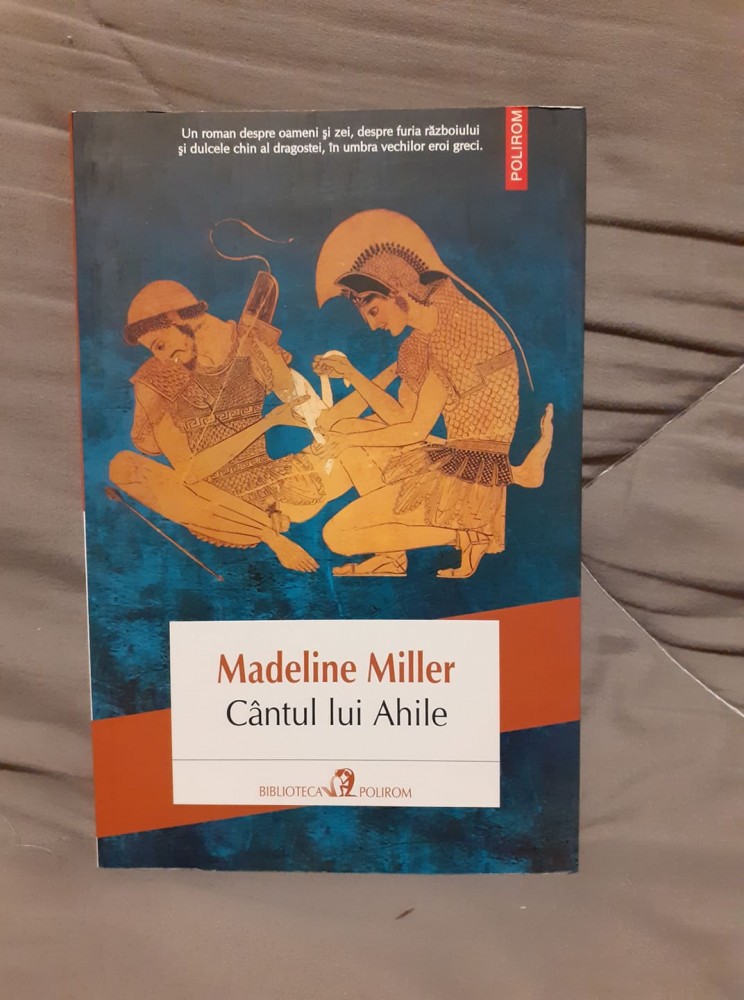 Un roman despre oameni și zei, despre furia războiului
și dulcele chin al dragostei, în umbra vechilor eroi greci.
POLIROM
Madeline Miller
Cântul lui Ahile
BIBLIOTECA POLIROM